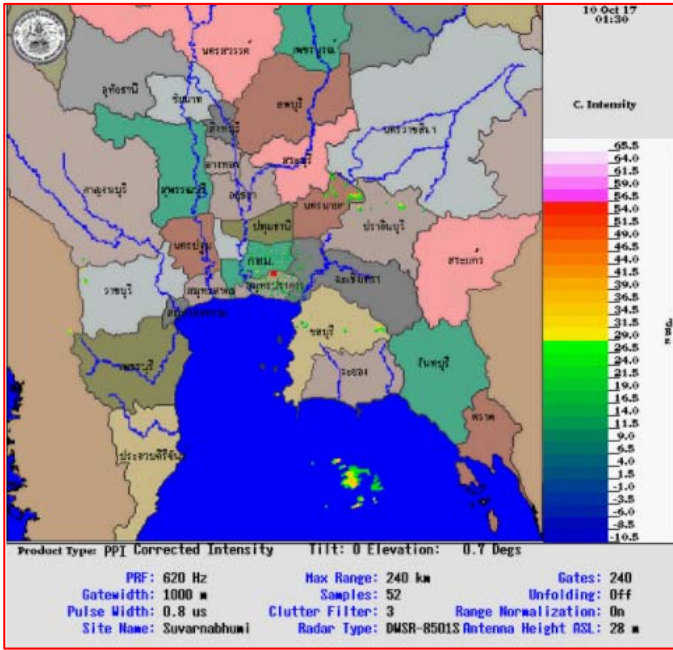 10 Oct 17
01:30
C. Intensity
นครสวรรค์
เพชรบูรณ์
อุทัยธานี
ชัยนาท
ลพบุรี
สิงหบุรี
นครราชสีมา
อ่างทอง
สระบุรี
กาญจนบุรี
สุพรรณบุรี
อยุธยา
นครนายก
ปทุมธานี
ปราจีนบุรี
นครปฐม
กทม.
สระแก้ว
ราชบุรี
สมุทรสาคร
สมุทรปราการ
ฉะเชิงเทรา
ชลบุรี
เพชรบุรี
ระยอง
จันทบุรี
ตราด
ประจวบคีรีขันธ์
65.5
64.0
61.5
59.0
56.5
54.0
51.5
49.0
46.5
44.0
41.5
39.0
36.5
34.0
31.5
29.0
26.5
24.0
21.5
19.0
16.5
14.0
11.5
9.0
6.5
4.0
1.5
-1.0
-3.5
-6.0
-8.5
-10.5
Product Type: PPI Corrected Intensity Tilt: 0 Elevation: 0.7 Degs
PRF: 620 Hz Max Range: 240 km Gates: 240
Gatewidth: 1000 m Samples: 52 Unfolding: Off
Pulse Width: 0.8 us Clutter Filter: 3 Range Normalization: On
Site Name: Suvarnabhumi Radar Type: DWSR-8501S Antenna Height ASL: 28 m